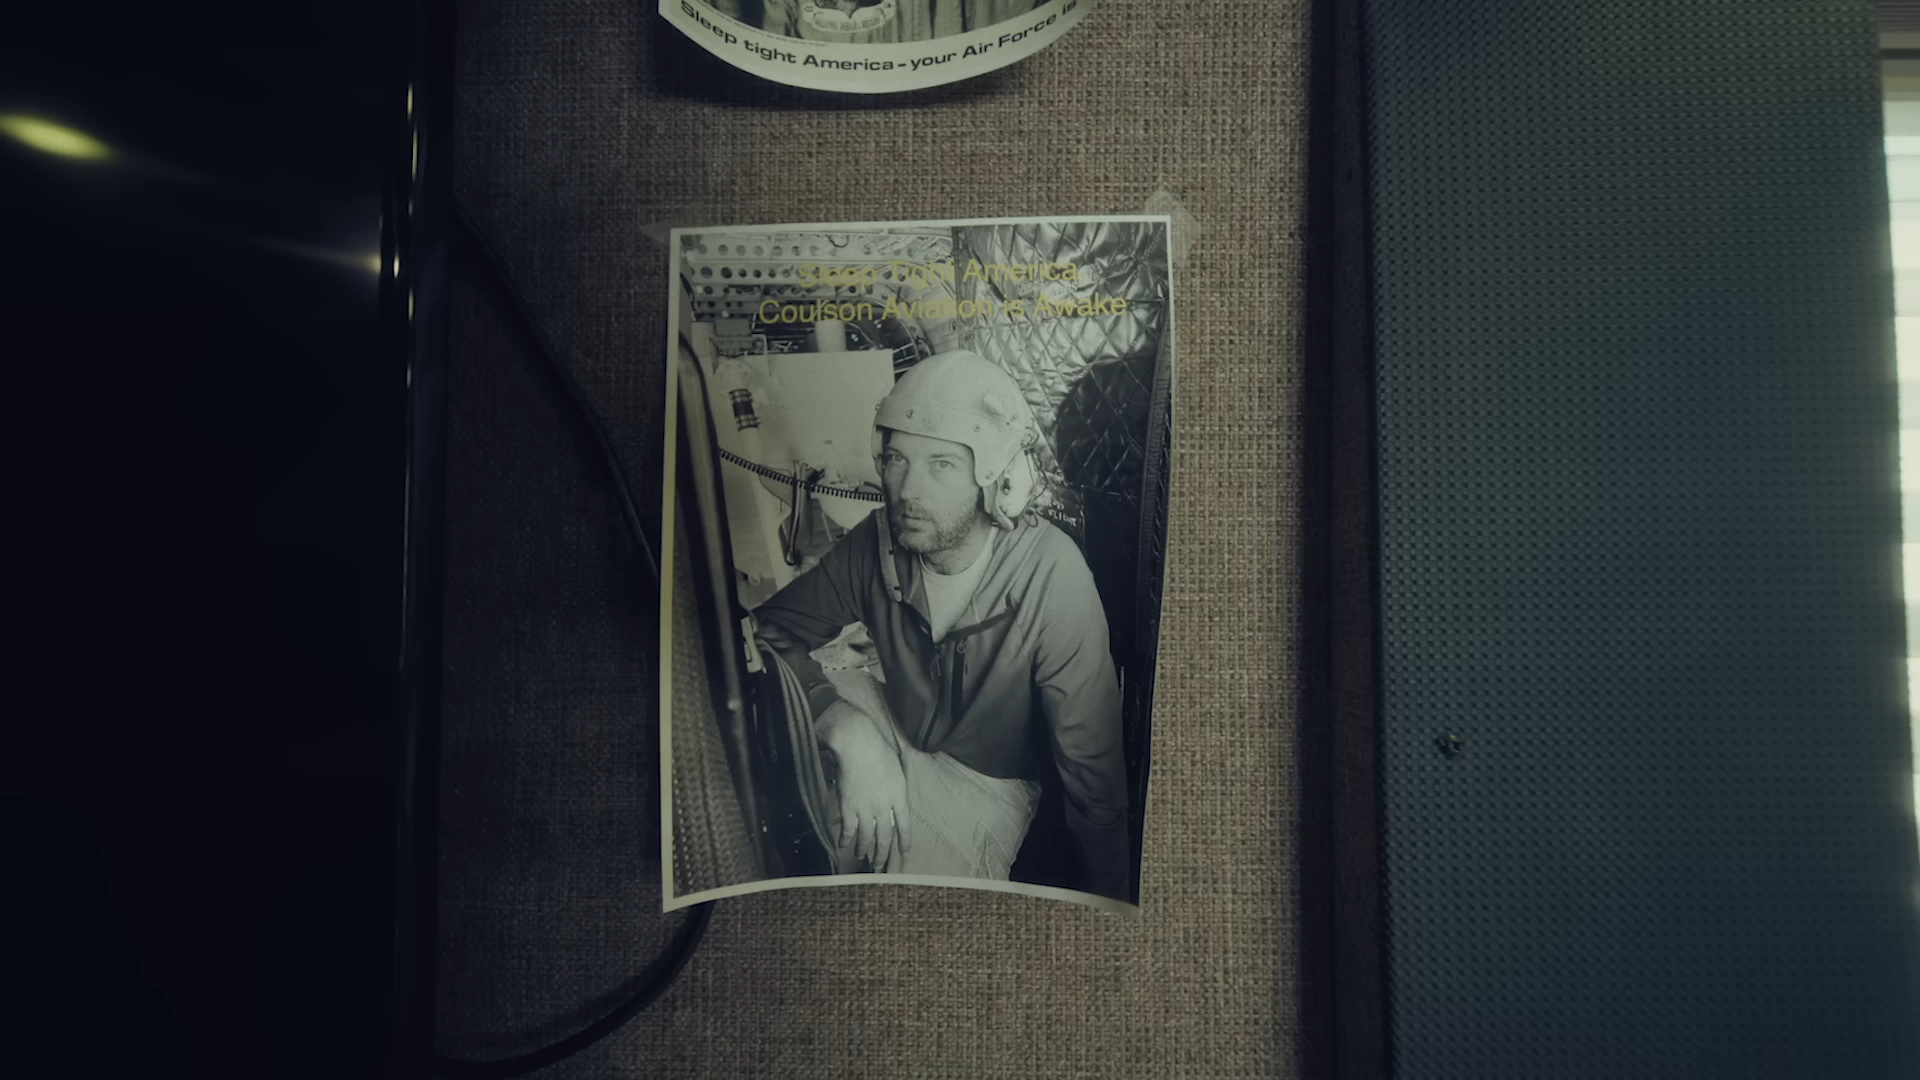 Sleep tight America - your Air Force is
Sleep Tight America
Coulson Aviation is Awake